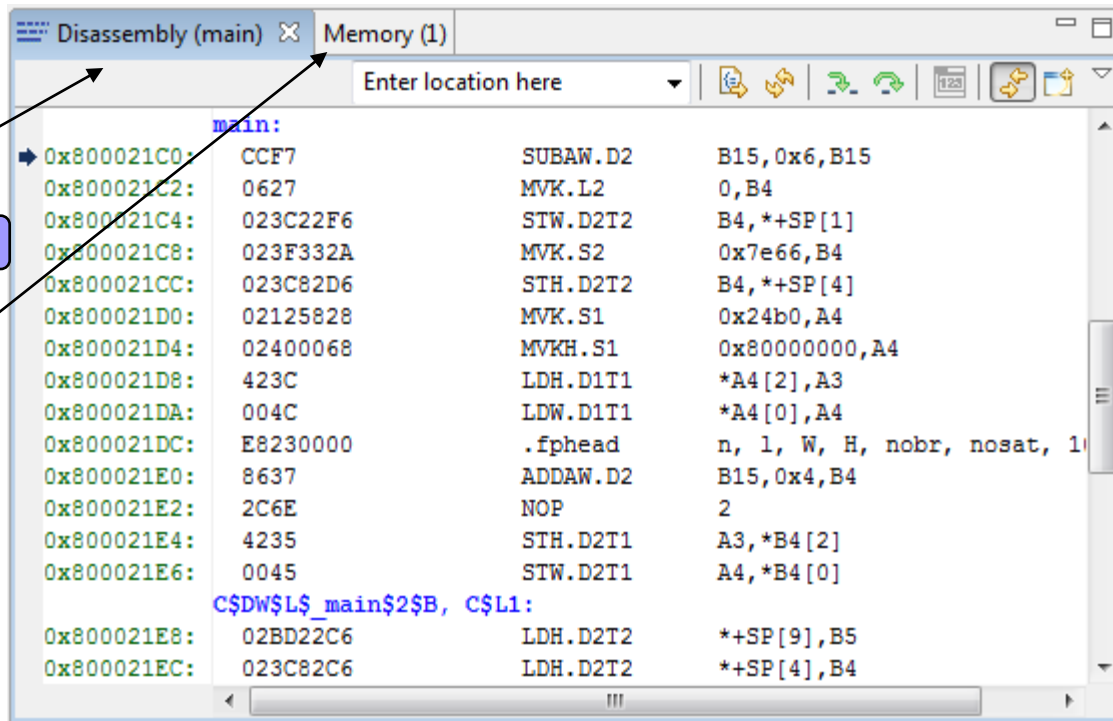 Disassembly (main) Memory (1)
Enter location here
main:
0x800021C0: CCF7 SUBAW.D2 B15,0x6,B15
0x800021C2: 0627 MVK.L2 0,B4
0x800021C4: 023C22F6 STW.D2T2 B4,*+SP[1]
0x800021C8: 023F332A MVK.S2 0x7e66,B4
0x800021CC: 023C82D6 STH.D2T2 B4,*+SP[4]
0x800021D0: 02125828 MVK.S1 0x24b0,A4
0x800021D4: 02400068 MVKH.S1 0x80000000,A4
0x800021D8: 423C LDH.D1T1 *A4[2],A3
0x800021DA: 004C LDW.D1T1 *A4[0],A4
0x800021DC: E8230000 .fphead n, l, W, H, nobr, nosat,
0x800021E0: 8637 ADDAW.D2 B15,0x4,B4
0x800021E2: 2C6E NOP 2
0x800021E4: 4235 STH.D2T1 A3,*B4[2]
0x800021E6: 0045 STW.D2T1 A4,*B4[0]
C$DW$L$_main$2$B, C$L1:
0x800021E8: 02BD22C6 LDH.D2T2 *+SP[9],B5
0x800021EC: 023C82C6 LDH.D2T2 *+SP[4],B4